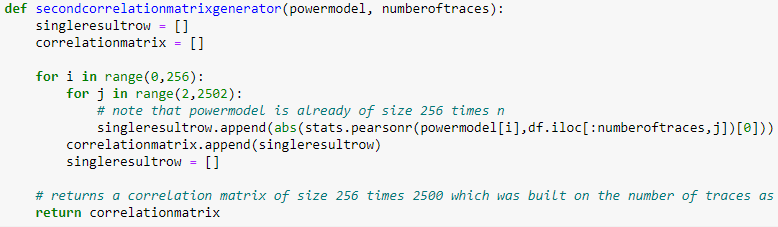 def secondcorrelationmatrixgenerator(powermodel, numberoftraces):
    singleresultrow = []
    correlationmatrix = []

    for i in range(0,256):
        for j in range(2,2502):
            # note that powermodel is already of size 256 times n
            singleresultrow.append(abs(stats.pearsonr(powermodel[i],df.iloc[:numberoftraces,j])[0]))
        correlationmatrix.append(singleresultrow)
        singleresultrow = []

    # returns a correlation matrix of size 256 times 2500 which was built on the number of traces as
    return correlationmatrix